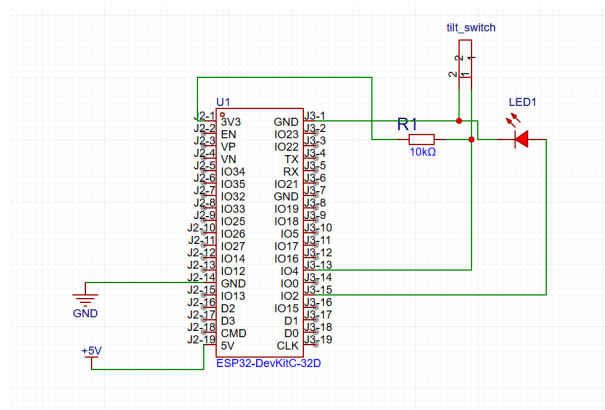 tilt_switch
2 1
2 1
LED1
U1
R1
10kΩ
J2-1 3V3 GND J3-1
J2-2 EN IO23 J3-2
J2-3 VP IO22 J3-3
J2-4 VN TX J3-4
J2-5 IO34 RX J3-5
J2-6 IO35 IO21 J3-6
J2-7 IO32 GND J3-7
J2-8 IO33 IO19 J3-8
J2-9 IO25 IO18 J3-9
J2-10 IO26 IO5 J3-10
J2-11 IO27 IO17 J3-11
J2-12 IO14 IO16 J3-12
J2-13 IO12 IO4 J3-13
J2-14 GND IO0 J3-14
J2-15 IO13 IO2 J3-15
J2-16 D2 IO15 J3-16
J2-17 D3 D1 J3-17
J2-18 CMD D0 J3-18
J2-19 5V CLK J3-19
GND
+5V
ESP32-DevKitC-32D